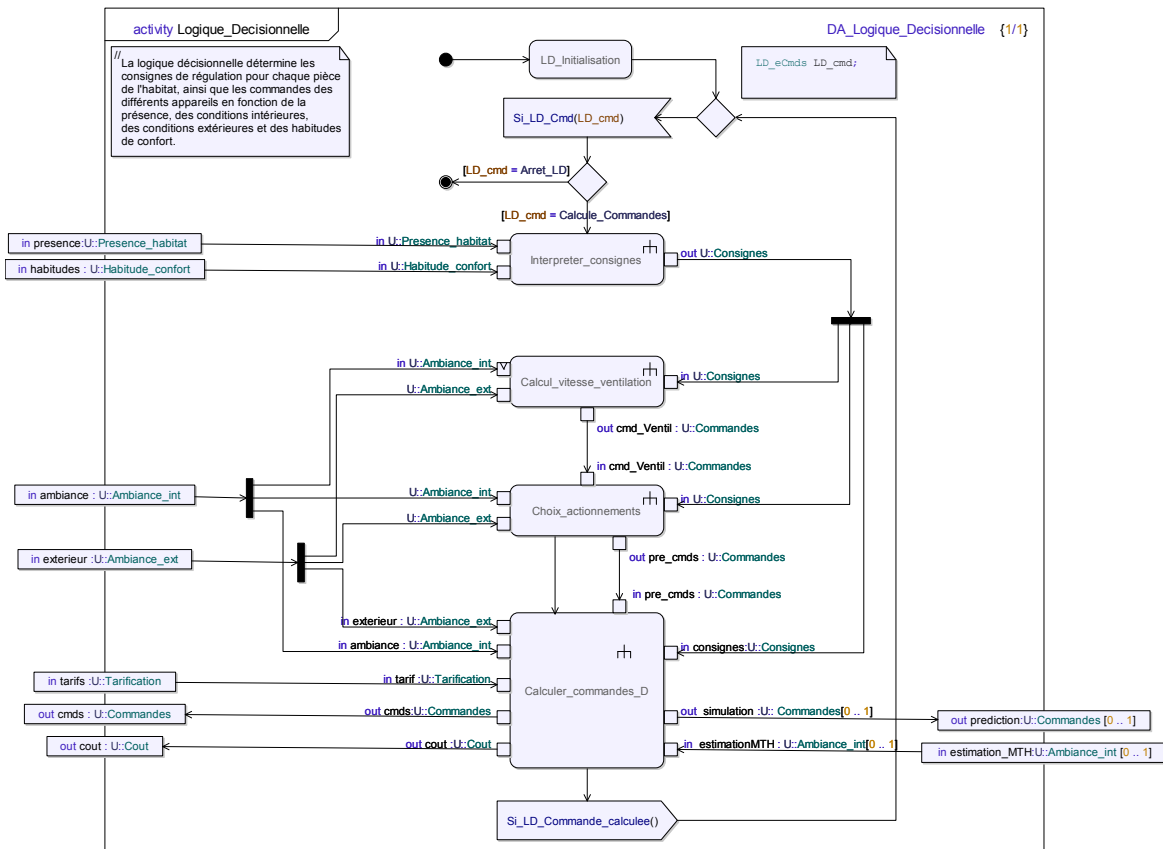 activity Logique_Decisionnelle
DA_Logique_Decisionnelle {1/1}
//
La logique décisionnelle détermine les
consignes de régulation pour chaque pièce
de l'habitat, ainsi que les commandes des
différents appareils en fonction de la
présence, des conditions intérieures,
des conditions extérieures et des habitudes
de confort.
LD_Initialisation
LD_eCmds LD_cmd;
Si_LD_Cmd(LD_cmd)
[LD_cmd = Arret_LD]
[LD_cmd = Calcule_Commandes]
in presence:U::Presence_habitat
in U::Presence_habitat
in habitudes : U::Habitude_confort
in U::Habitude_confort
Interpreter_consignes
out U::Consignes
in U::Ambiance_int
U::Ambiance_ext
Calcul_vitesse_ventilation
in U::Consignes
out cmd_Ventil : U::Commandes
in cmd_Ventil : U::Commandes
in ambiance : U::Ambiance_int
U::Ambiance_int
U::Ambiance_ext
Choix_actionnements
in U::Consignes
in exterieur :U::Ambiance_ext
out pre_cmds : U::Commandes
in pre_cmds : U::Commandes
in exterieur : U::Ambiance_ext
in ambiance : U::Ambiance_int
in consignes:U::Consignes
in tarifs :U::Tarification
in tarif :U::Tarification
Calculer_commandes_D
out cmds : U::Commandes
out cmds:U::Commandes
out simulation :U:: Commandes[0 .. 1]
out prediction:U::Commandes [0 .. 1]
out cout : U::Cout
out cout :U::Cout
in estimationMTH : U::Ambiance_int[0 .. 1]
in estimation_MTH:U::Ambiance_int [0 .. 1]
Si_LD_Commande_calculee()